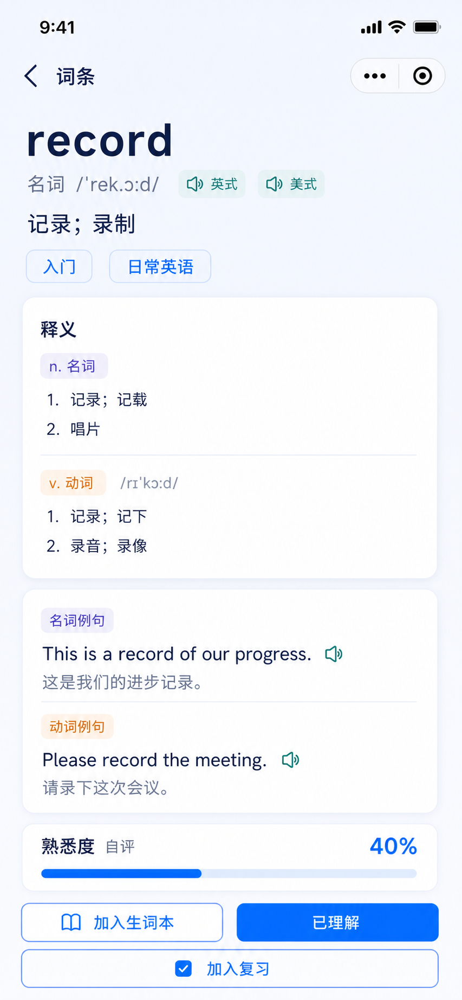 9:41
词条
record
名词 /ˈrek.ɔːd/ 英式 美式
记录；录制
入门 日常英语
释义
n. 名词
1. 记录；记载
2. 唱片
v. 动词 /rɪˈkɔːd/
1. 记录；记下
2. 录音；录像
名词例句
This is a record of our progress.
这是我们的进步记录。
动词例句
Please record the meeting.
请录下这次会议。
熟悉度 自评 40%
加入生词本 已理解
加入复习